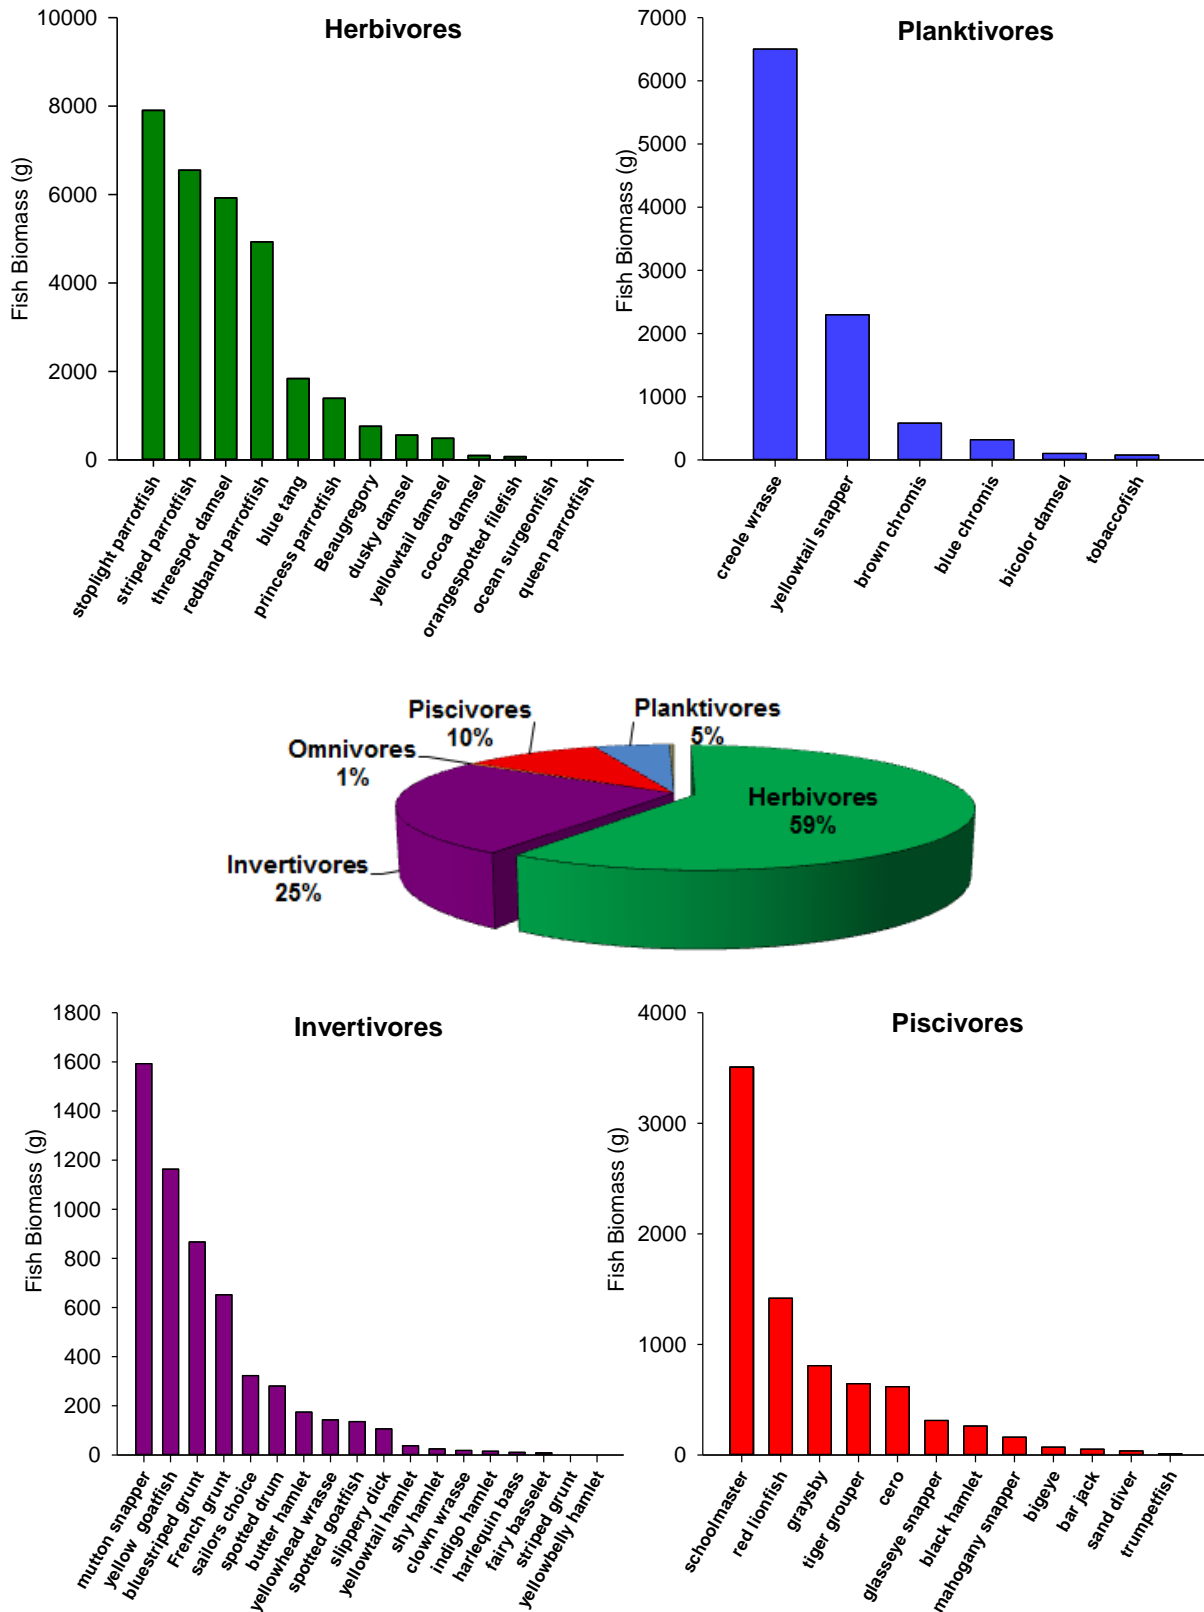 Herbivores
Fish Biomass (g)
10000
8000
6000
4000
2000
0
stoplight parrotfish
striped parrotfish
threespot damsel
redband parrotfish
blue tang
princess parrotfish
Beaugregory
dusky damsel
yellowtail damsel
cocoa damsel
orangespotted filefish
ocean surgeonfish
queen parrotfish
Planktivores
Fish Biomass (g)
7000
6000
5000
4000
3000
2000
1000
0
creole wrasse
yellowtail snapper
brown chromis
blue chromis
bicolor damsel
tobaccofish
Piscivores
10%
Planktivores
5%
Omnivores
1%
Herbivores
59%
Invertivores
25%
Invertivores
Fish Biomass (g)
1800
1600
1400
1200
1000
800
600
400
200
0
mutton snapper
yellow goatfish
bluestriped grunt
French grunt
sailors choice
spotted drum
butter hamlet
yellowhead wrasse
spotted goatfish
slippery dick
yellowtail hamlet
shy hamlet
clown wrasse
indigo hamlet
harlequin bass
fairy basselet
striped grunt
yellowbelly hamlet
Piscivores
Fish Biomass (g)
4000
3000
2000
1000
0
schoolmaster
red lionfish
graysby
tiger grouper
cero
glasseye snapper
black hamlet
mahogany snapper
bigeye
bar jack
sand diver
trumpetfish